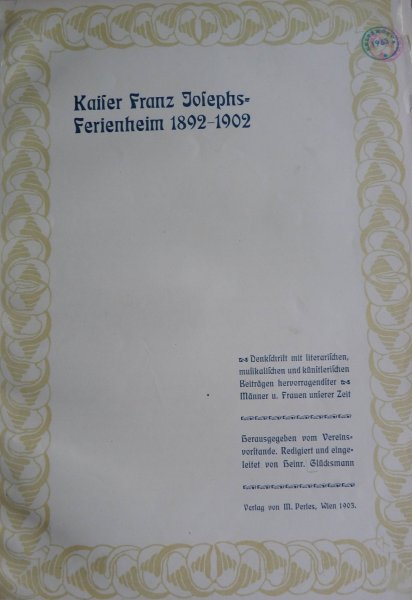 Kaiſer Franz Joſephs-
Ferienheim 1892–1902
Denkſchrift mit literariſchen,
muſikaliſchen und künſtleriſchen
Beiträgen hervorragendſter
Männer u. Frauen unſerer Zeit
Herausgegeben vom Vereins-
vorſtande. Redigiert und einge-
leitet von Heinr. Glücksmann
Verlag von M. Perles, Wien 1903.